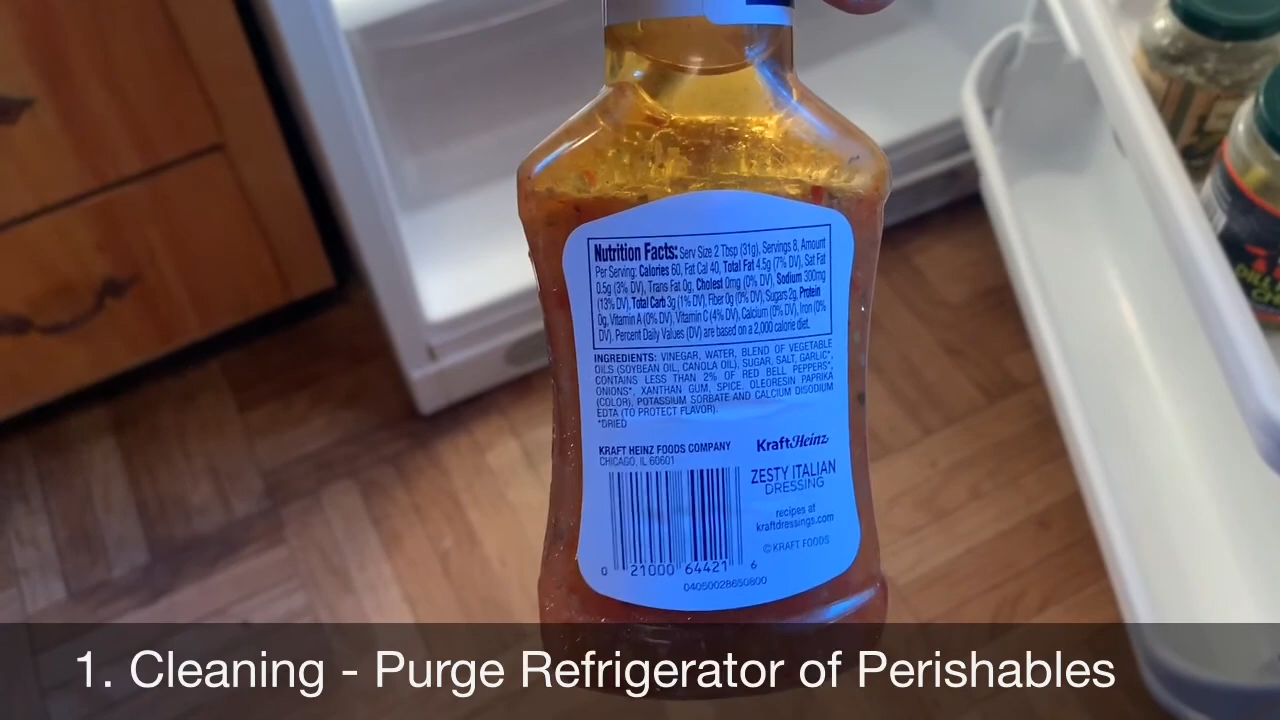 Nutrition Facts: Serv Size 2 Tbsp (31g), Servings 8, Amount
Per Serving: Calories 60, Fat Cal 40, Total Fat 4.5g (7% DV), Sat Fat
0.5g (3% DV), Trans Fat 0g, Cholest 0mg (0% DV), Sodium 300mg
(13% DV), Total Carb 3g (1% DV), Fiber 0g (0% DV), Sugars 2g, Protein
0g, Vitamin A (0% DV), Vitamin C (4% DV), Calcium (0% DV), Iron (0%
DV). Percent Daily Values (DV) are based on a 2,000 calorie diet.
INGREDIENTS: VINEGAR, WATER, BLEND OF VEGETABLE
OILS (SOYBEAN OIL, CANOLA OIL), SUGAR, SALT, GARLIC*,
CONTAINS LESS THAN 2% OF RED BELL PEPPERS*,
ONIONS*, XANTHAN GUM, SPICE, OLEORESIN PAPRIKA
(COLOR), POTASSIUM SORBATE AND CALCIUM DISODIUM
EDTA (TO PROTECT FLAVOR).
*DRIED
KRAFT HEINZ FOODS COMPANY
CHICAGO, IL 60601
KraftHeinz
ZESTY ITALIAN
DRESSING
recipes at
kraftdressings.com
© KRAFT FOODS
0 21000 64421 6
04050028650800
1. Cleaning - Purge Refrigerator of Perishables